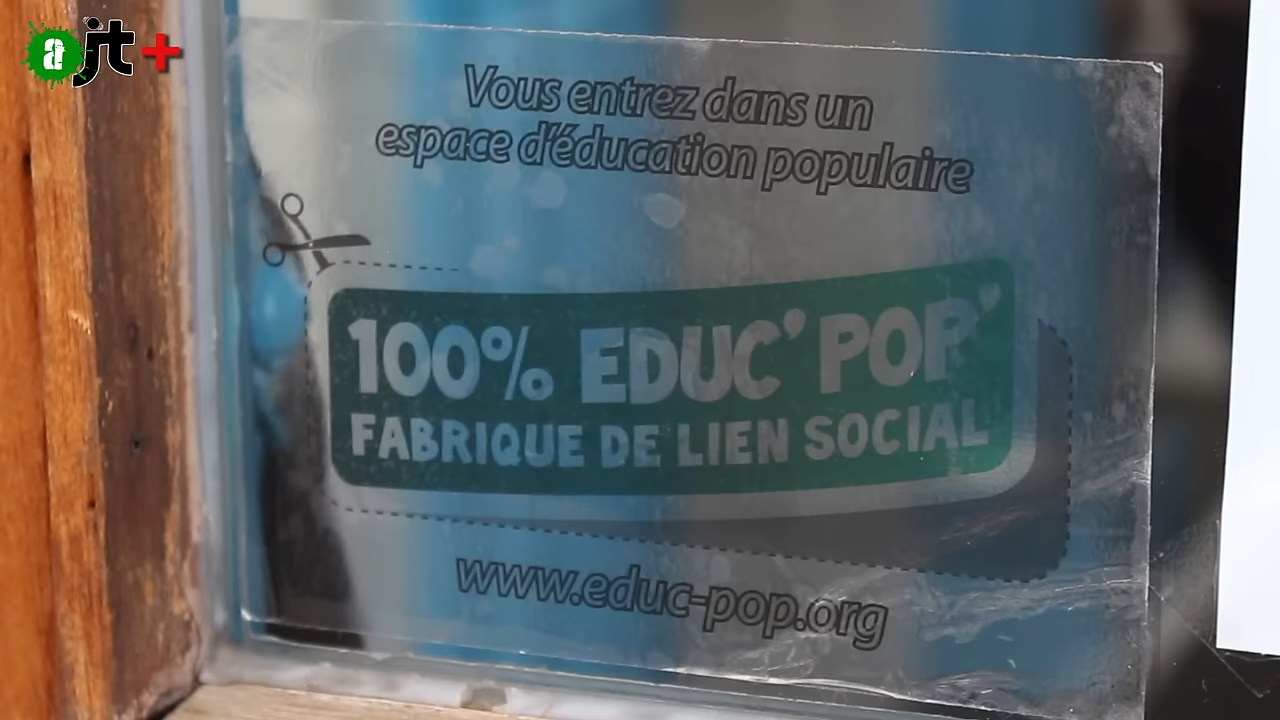 ajt+
Vous entrez dans un
espace d'éducation populaire
100% EDUC' POP'
FABRIQUE DE LIEN SOCIAL
www.educ-pop.org